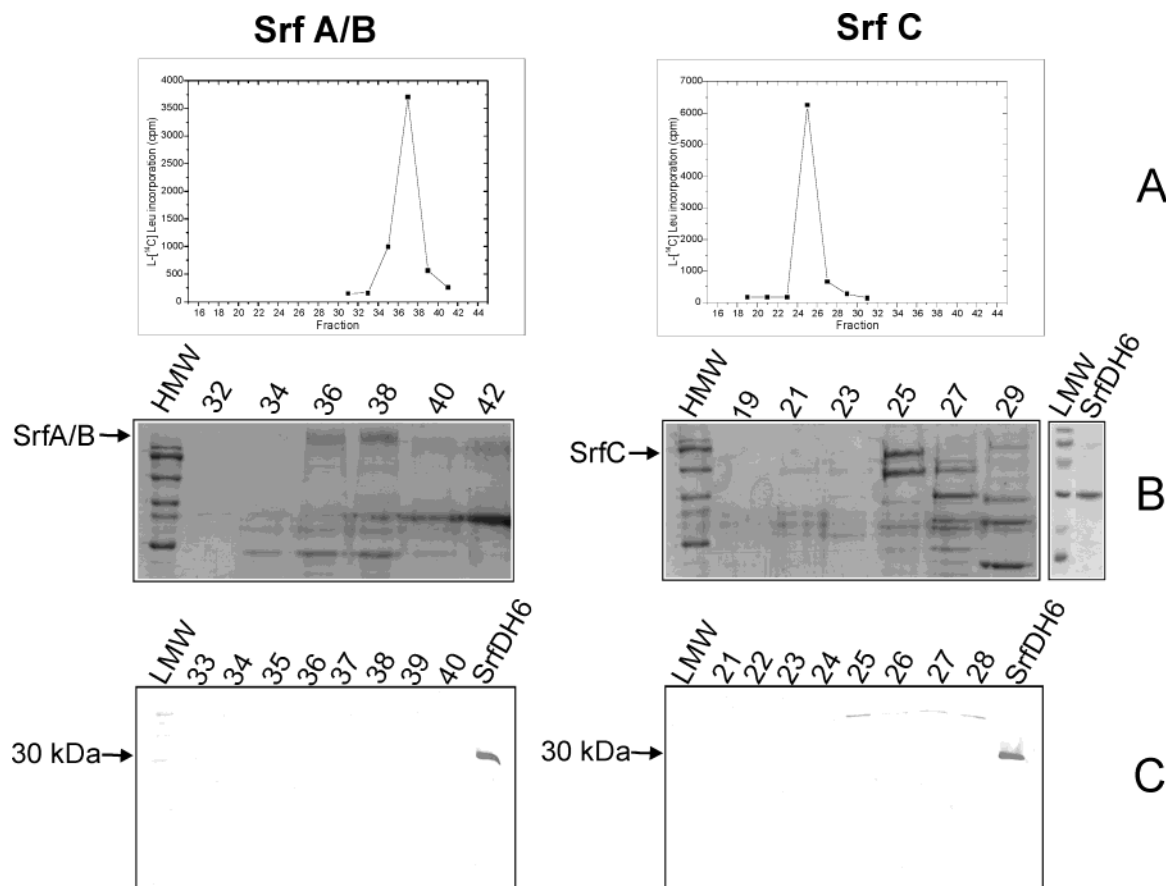 Srf A/B
Srf C
L-[¹⁴C] Leu incorporation (cpm)
4000
3500
3000
2500
2000
1500
1000
500
0
16 18 20 22 24 26 28 30 32 34 36 38 40 42 44
Fraction
L-[¹⁴C] Leu incorporation (cpm)
7000
6000
5000
4000
3000
2000
1000
0
16 18 20 22 24 26 28 30 32 34 36 38 40 42 44
Fraction
A
HMW 32 34 36 38 40 42
SrfA/B
HMW 19 21 23 25 27 29
LMW SrfDH6
SrfC
B
LMW 33 34 35 36 37 38 39 40 SrfDH6
30 kDa
LMW 21 22 23 24 25 26 27 28 SrfDH6
30 kDa
C